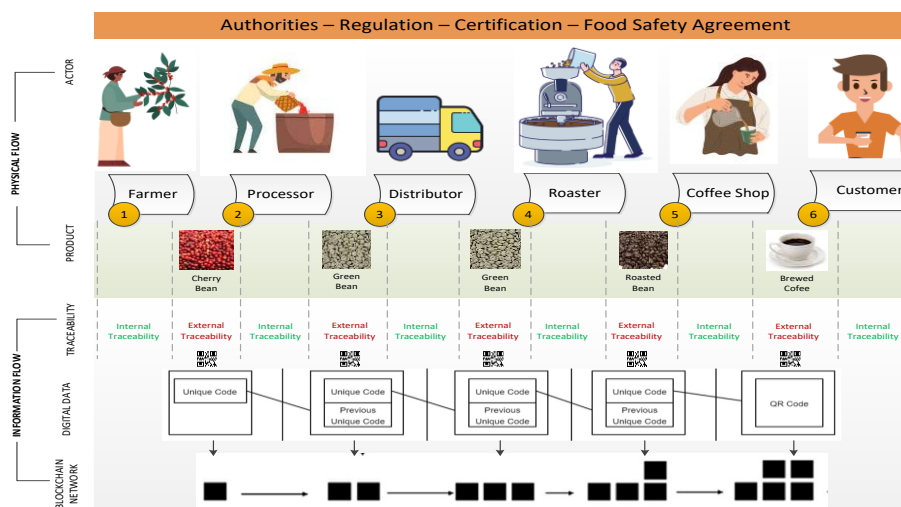 Authorities – Regulation – Certification – Food Safety Agreement
PHYSICAL FLOW
ACTOR
Farmer
Processor
Distributor
Roaster
Coffee Shop
Customer
1
2
3
4
5
6
PRODUCT
Cherry
Bean
Green
Bean
Green
Bean
Roasted
Bean
Brewed
Cofee
INFORMATION FLOW
TRACEABILITY
Internal
Traceability
External
Traceability
Internal
Traceability
External
Traceability
Internal
Traceability
External
Traceability
Internal
Traceability
External
Traceability
Internal
Traceability
External
Traceability
Internal
Traceability
DIGITAL DATA
Unique Code
Unique Code
Previous
Unique Code
Unique Code
Previous
Unique Code
Unique Code
Previous
Unique Code
QR Code
BLOCKCHAIN
NETWORK